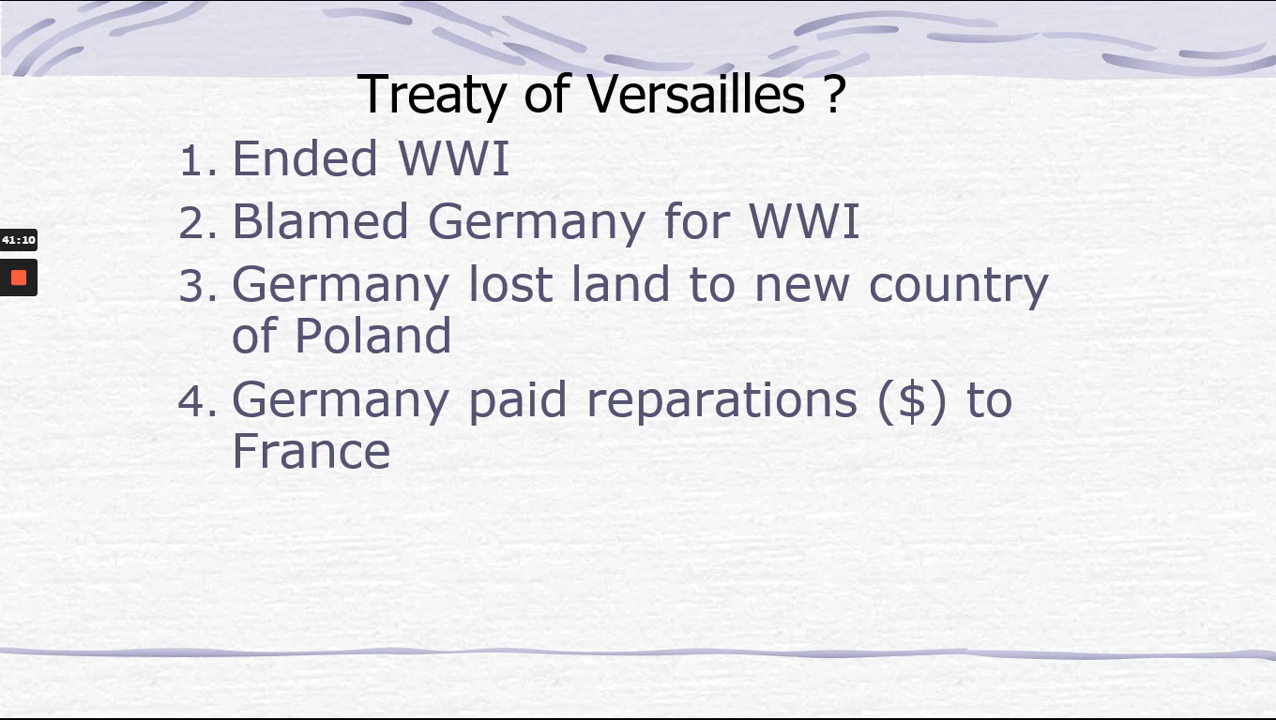 Treaty of Versailles ?
1. Ended WWI
2. Blamed Germany for WWI
3. Germany lost land to new country
of Poland
4. Germany paid reparations ($) to
France
41:10